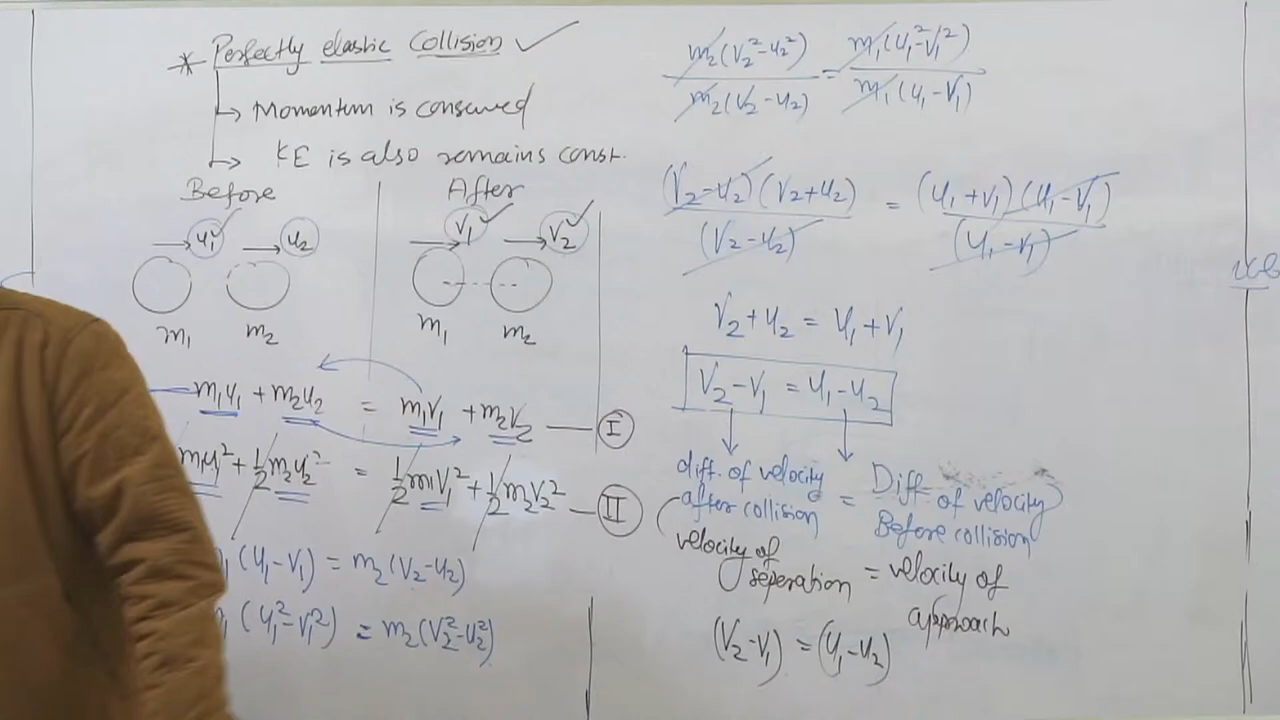 * Perfectly elastic Collision ✓
→ Momentum is conserved
→ KE is also remains const.
Before
After
u₁ u₂
V₁ V₂
m₁ m₂
m₁ m₂
m₁u₁ + m₂u₂ = m₁V₁ + m₂V₂ — I
m₁u₁² + ½m₂u₂² = ½m₁V₁² + ½m₂V₂² — II
(u₁-V₁) = m₂(V₂-u₂)
(u₁²-V₁²) = m₂(V₂²-u₂²)
m₂(V₂²-u₂²) / m₂(V₂-u₂) = m₁(u₁²-V₁²) / m₁(u₁-V₁)
(V₂-u₂)(V₂+u₂) / (V₂-u₂) = (u₁+V₁)(u₁-V₁) / (u₁-V₁)
V₂+u₂ = u₁+V₁
V₂-V₁ = u₁-u₂
diff. of velocity after collision = Diff of velocity Before collision
velocity of seperation = velocity of approach
(V₂-V₁) = (u₁-u₂)